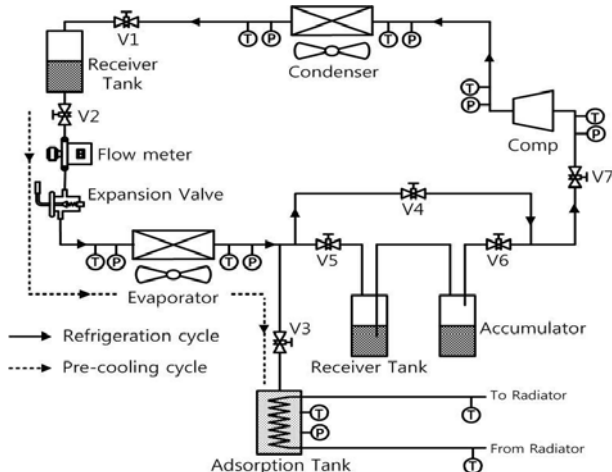 V1
T
P
Condenser
T
P
Receiver
Tank
V2
T
P
Comp
T
P
Flow meter
V7
Expansion Valve
V4
T
P
T
P
V5
V6
Evaporator
V3
Accumulator
Refrigeration cycle
Receiver Tank
Pre-cooling cycle
T
P
To Radiator
T
From Radiator
T
Adsorption Tank